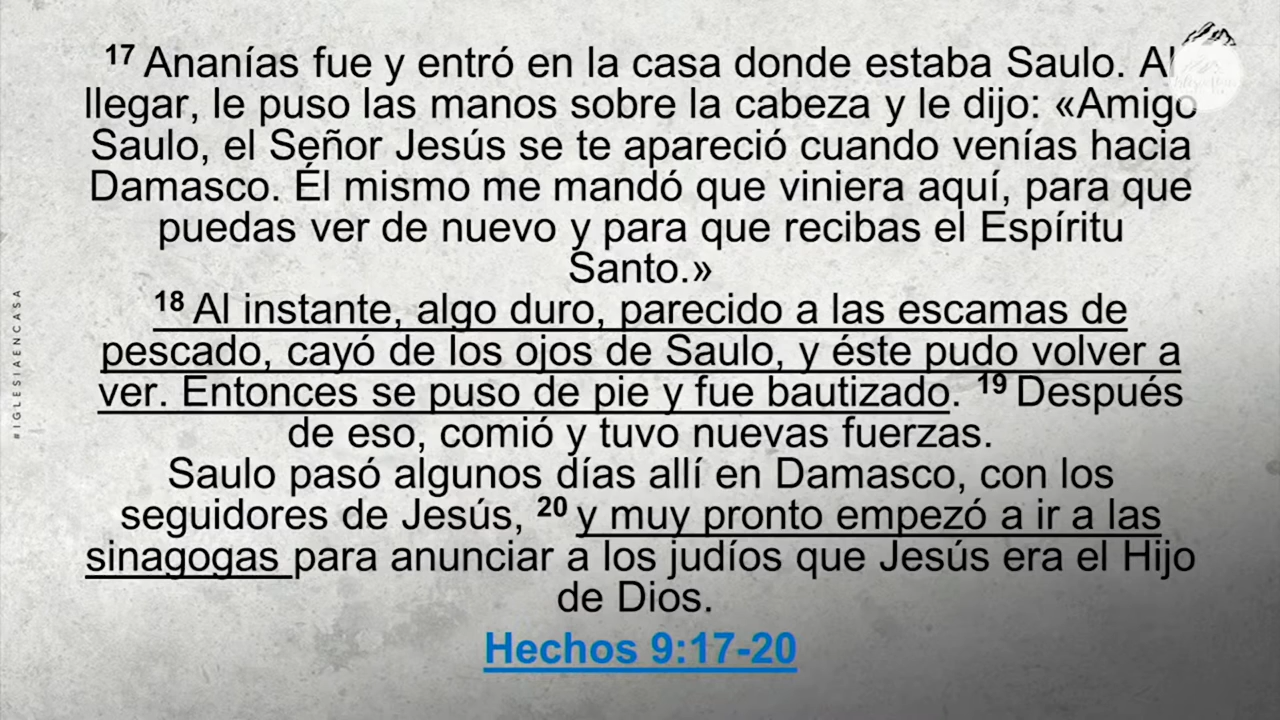 17 Ananías fue y entró en la casa donde estaba Saulo. Al
llegar, le puso las manos sobre la cabeza y le dijo: «Amigo
Saulo, el Señor Jesús se te apareció cuando venías hacia
Damasco. Él mismo me mandó que viniera aquí, para que
puedas ver de nuevo y para que recibas el Espíritu
Santo.»
18 Al instante, algo duro, parecido a las escamas de
pescado, cayó de los ojos de Saulo, y éste pudo volver a
ver. Entonces se puso de pie y fue bautizado. 19 Después
de eso, comió y tuvo nuevas fuerzas.
Saulo pasó algunos días allí en Damasco, con los
seguidores de Jesús, 20 y muy pronto empezó a ir a las
sinagogas para anunciar a los judíos que Jesús era el Hijo
de Dios.
Hechos 9:17-20
#IGLESIAENCASA